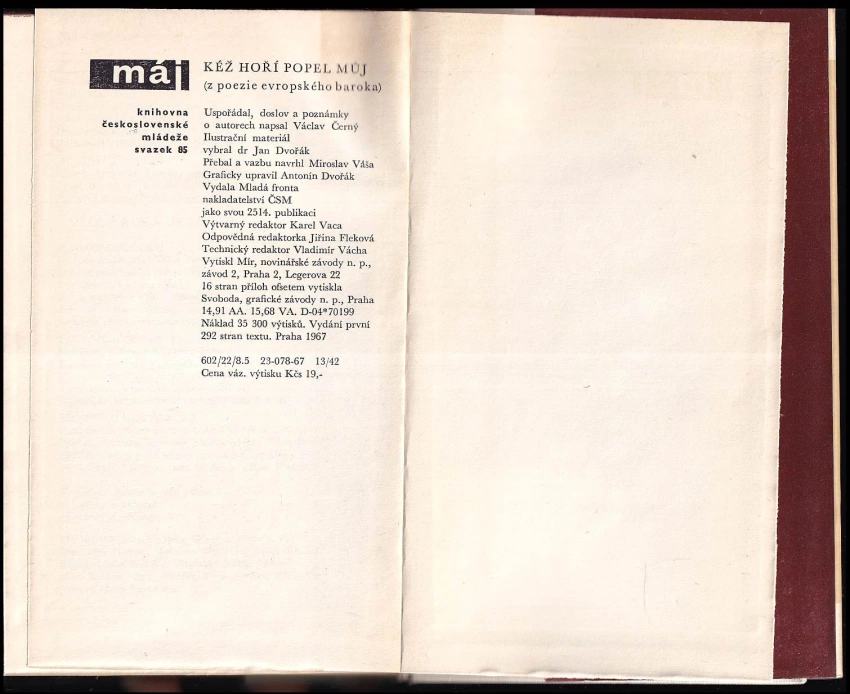 máj
knihovna
československé
mládeže
svazek 85
KÉŽ HOŘÍ POPEL MŮJ
(z poezie evropského baroka)
Uspořádal, doslov a poznámky
o autorech napsal Václav Černý
Ilustrační materiál
vybral dr Jan Dvořák
Přebal a vazbu navrhl Miroslav Váša
Graficky upravil Antonín Dvořák
Vydala Mladá fronta
nakladatelství ČSM
jako svou 2514. publikaci
Výtvarný redaktor Karel Vaca
Odpovědná redaktorka Jiřina Fleková
Technický redaktor Vladimír Vácha
Vytiskl Mír, novinářské závody n. p.,
závod 2, Praha 2, Legerova 22
16 stran příloh ofsetem vytiskla
Svoboda, grafické závody n. p., Praha
14,91 AA. 15,68 VA. D-04*70199
Náklad 35 300 výtisků. Vydání první
292 stran textu. Praha 1967
602/22/8.5 23-078-67 13/42
Cena váz. výtisku Kčs 19,-